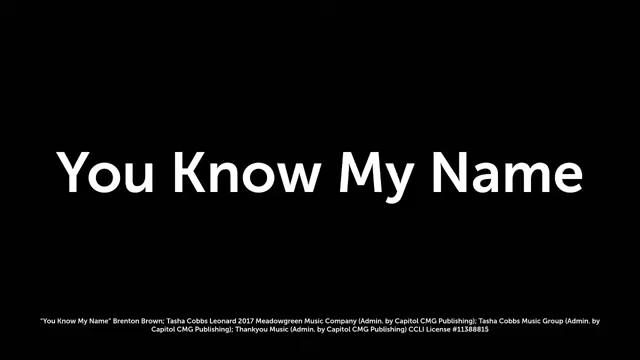 You Know My Name
"You Know My Name" Brenton Brown; Tasha Cobbs Leonard 2017 Meadowgreen Music Company (Admin. by Capitol CMG Publishing); Tasha Cobbs Music Group (Admin. by
Capitol CMG Publishing); Thankyou Music (Admin. by Capitol CMG Publishing) CCLI License #11388815